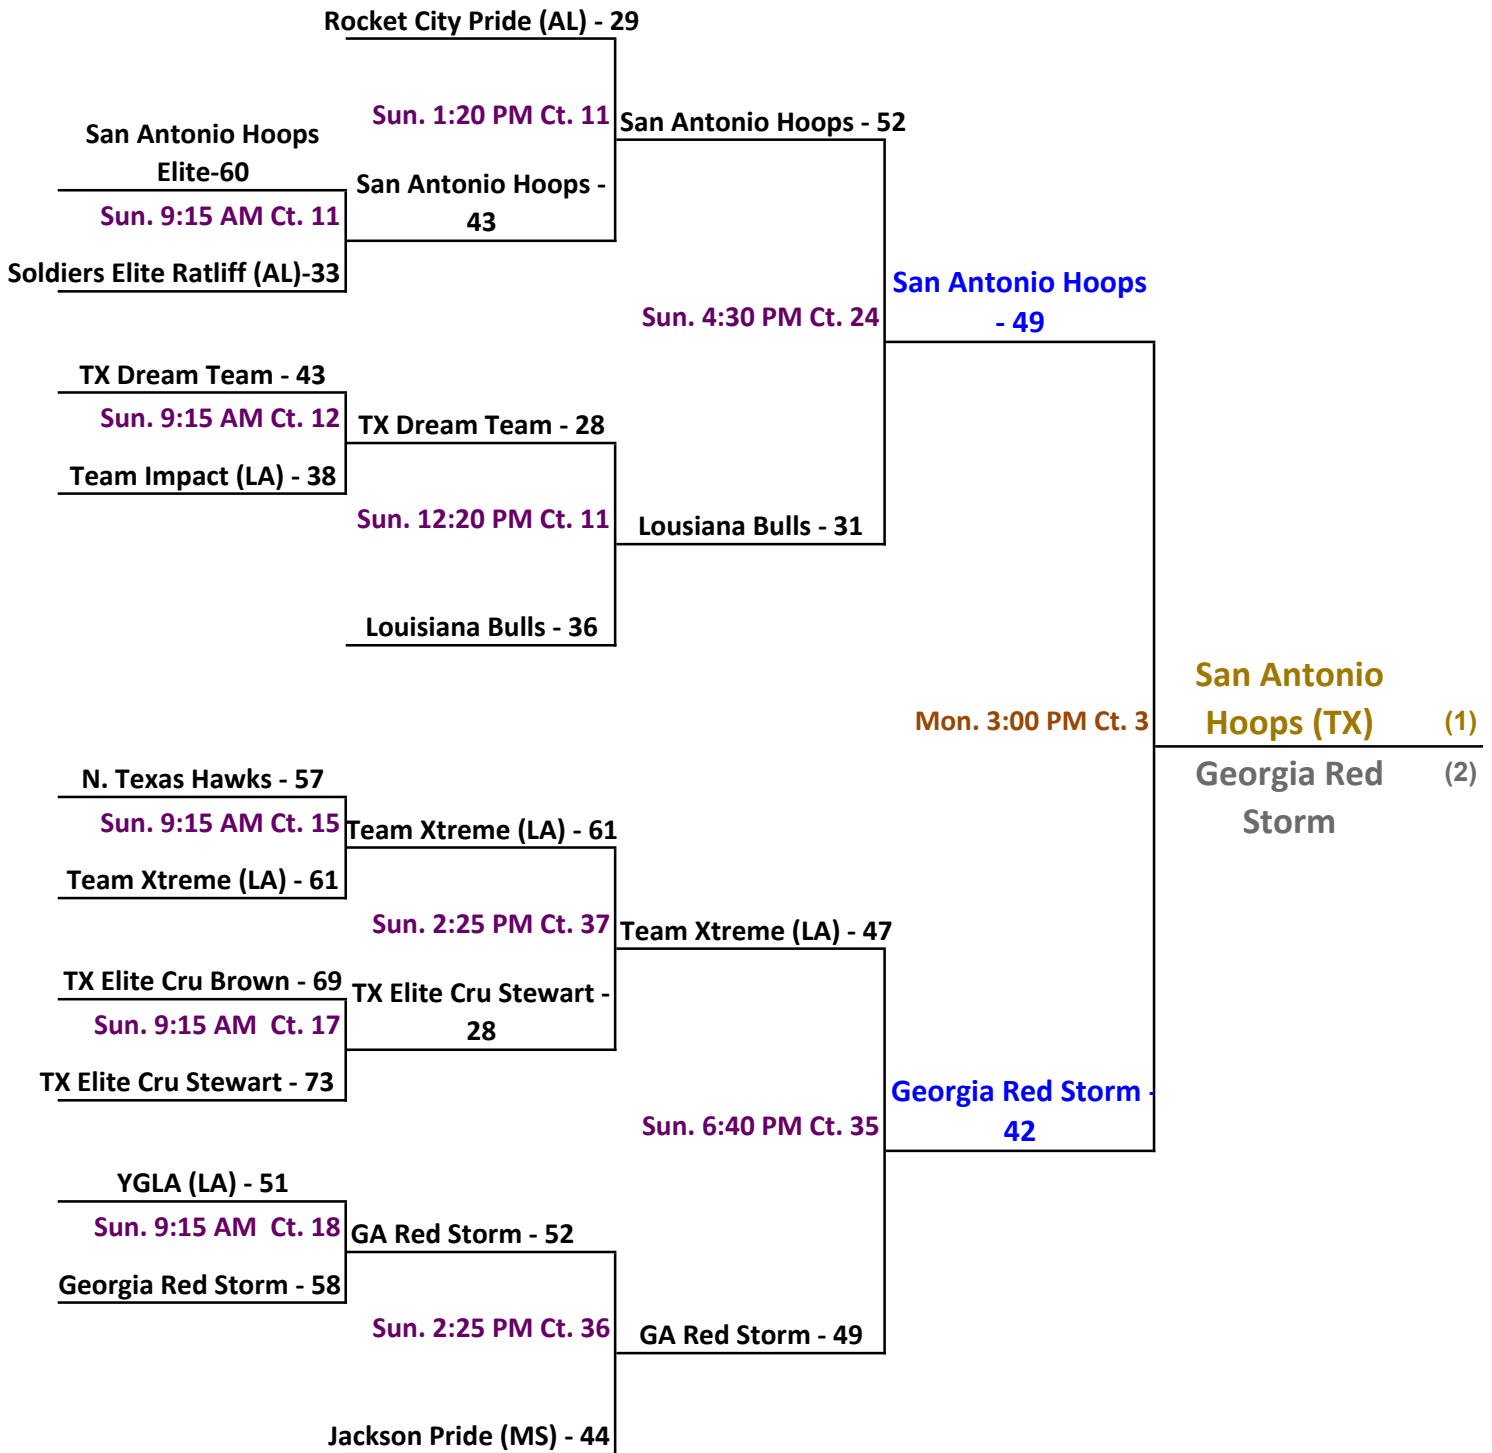 Rocket City Pride (AL) - 29
Sun. 1:20 PM Ct. 11
San Antonio Hoops - 52
San Antonio Hoops
Elite-60
San Antonio Hoops -
43
Sun. 9:15 AM Ct. 11
Soldiers Elite Ratliff (AL)-33
San Antonio Hoops
- 49
Sun. 4:30 PM Ct. 24
TX Dream Team - 43
Sun. 9:15 AM Ct. 12
TX Dream Team - 28
Team Impact (LA) - 38
Sun. 12:20 PM Ct. 11
Lousiana Bulls - 31
Louisiana Bulls - 36
San Antonio
Hoops (TX)
(1)
Mon. 3:00 PM Ct. 3
Georgia Red
Storm
(2)
N. Texas Hawks - 57
Sun. 9:15 AM Ct. 15
Team Xtreme (LA) - 61
Team Xtreme (LA) - 61
Sun. 2:25 PM Ct. 37
Team Xtreme (LA) - 47
TX Elite Cru Brown - 69
TX Elite Cru Stewart -
28
Sun. 9:15 AM  Ct. 17
TX Elite Cru Stewart - 73
Georgia Red Storm -
42
Sun. 6:40 PM Ct. 35
YGLA (LA) - 51
Sun. 9:15 AM  Ct. 18
GA Red Storm - 52
Georgia Red Storm - 58
Sun. 2:25 PM Ct. 36
GA Red Storm - 49
Jackson Pride (MS) - 44